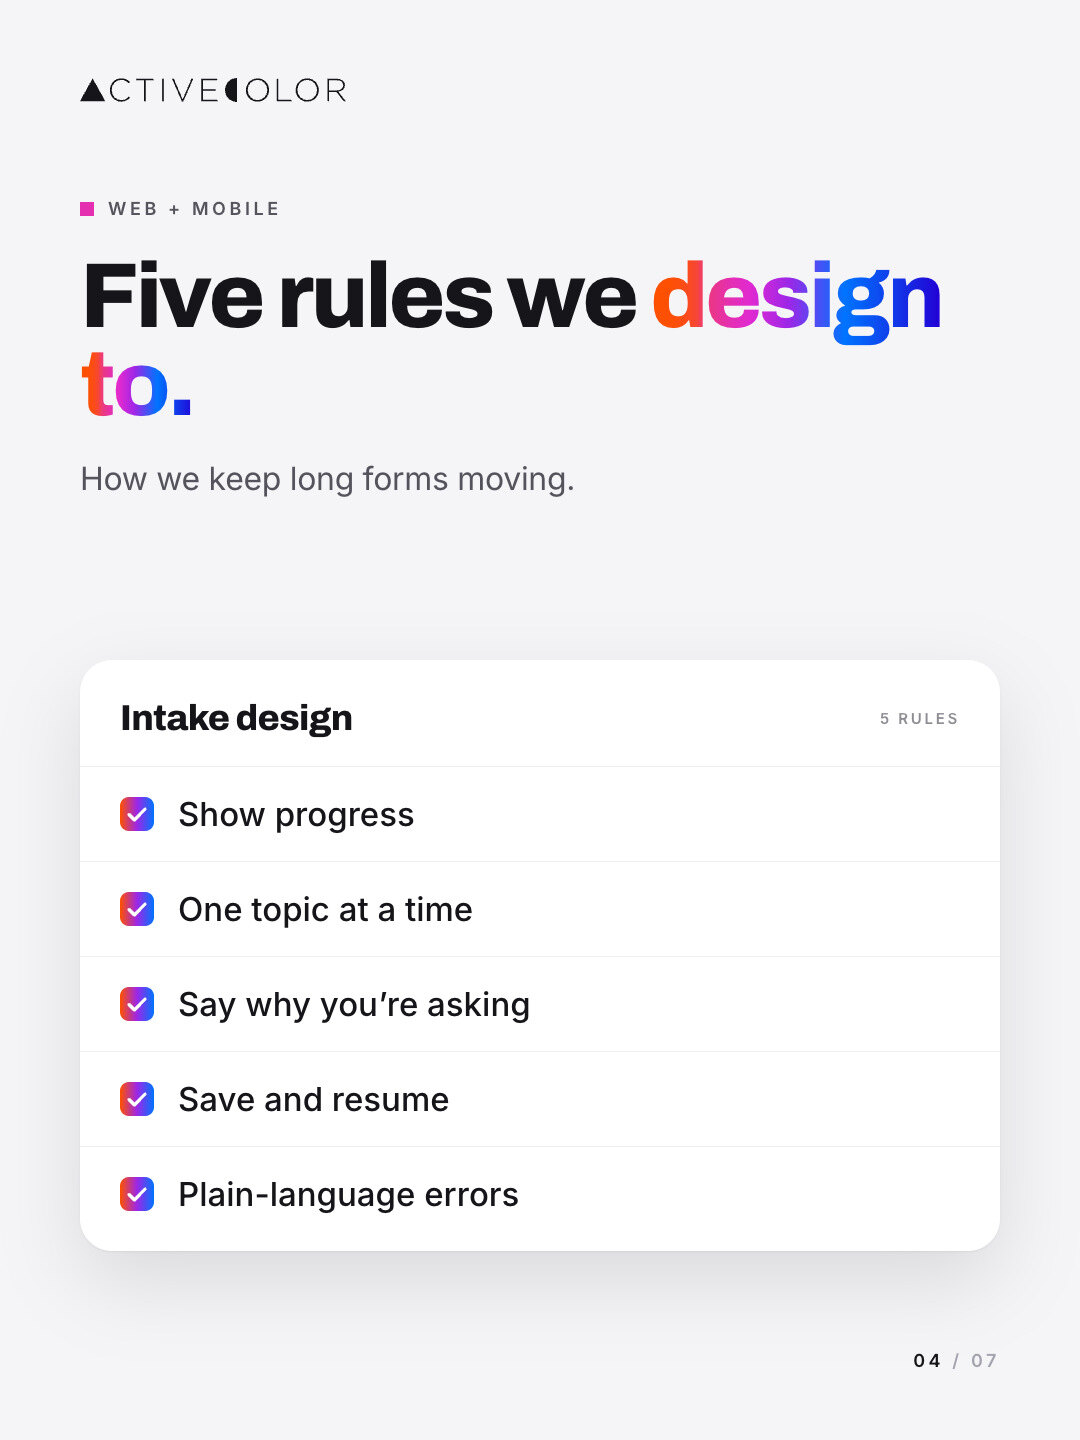 ACTIVECOLOR
WEB + MOBILE
Five rules we design
to.
How we keep long forms moving.
Intake design
5 RULES
Show progress
One topic at a time
Say why you’re asking
Save and resume
Plain-language errors
04 / 07